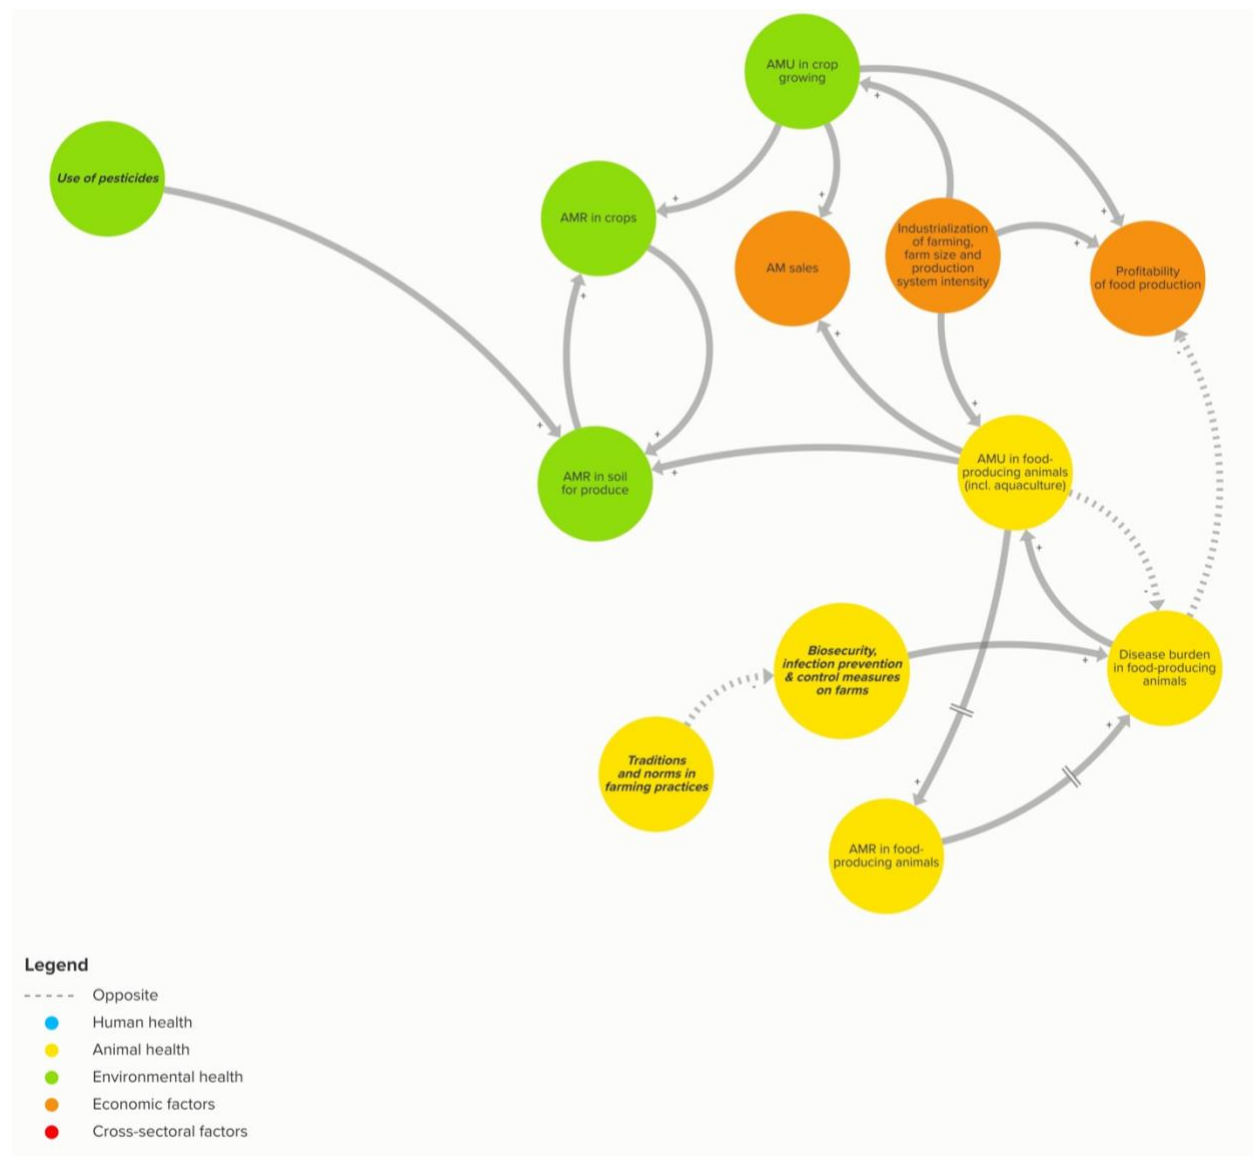 AMU in crop
growing
Use of pesticides
AMR in crops
AM sales
Industrialization
of farming,
farm size and
production
system intensity
Profitability
of food production
AMR in soil
for produce
AMU in food-
producing animals
(incl. aquaculture)
Biosecurity,
infection prevention
& control measures
on farms
Disease burden
in food-producing
animals
Traditions
and norms in
farming practices
AMR in food-
producing animals
Legend
Opposite
Human health
Animal health
Environmental health
Economic factors
Cross-sectoral factors